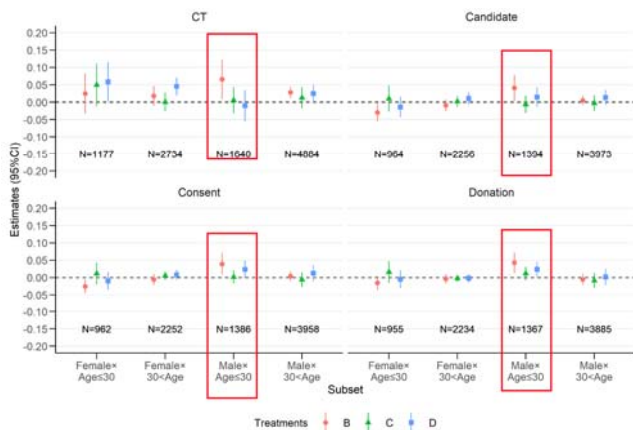 CT
Candidate
0.20
0.15
0.10
0.05
0.00
-0.05
-0.10
-0.15
-0.20
N=1177 N=2734 N=1640 N=4884
N=964 N=2256 N=1394 N=3973
Estimates (95%CI)
Consent
Donation
0.20
0.15
0.10
0.05
0.00
-0.05
-0.10
-0.15
-0.20
N=962 N=2252 N=1386 N=3958
N=955 N=2234 N=1367 N=3885
Female× Female× Male× Male× Female× Female× Male× Male×
Age≤30 30<Age Age≤30 30<Age Age≤30 30<Age Age≤30 30<Age
Subset
Treatments B C D